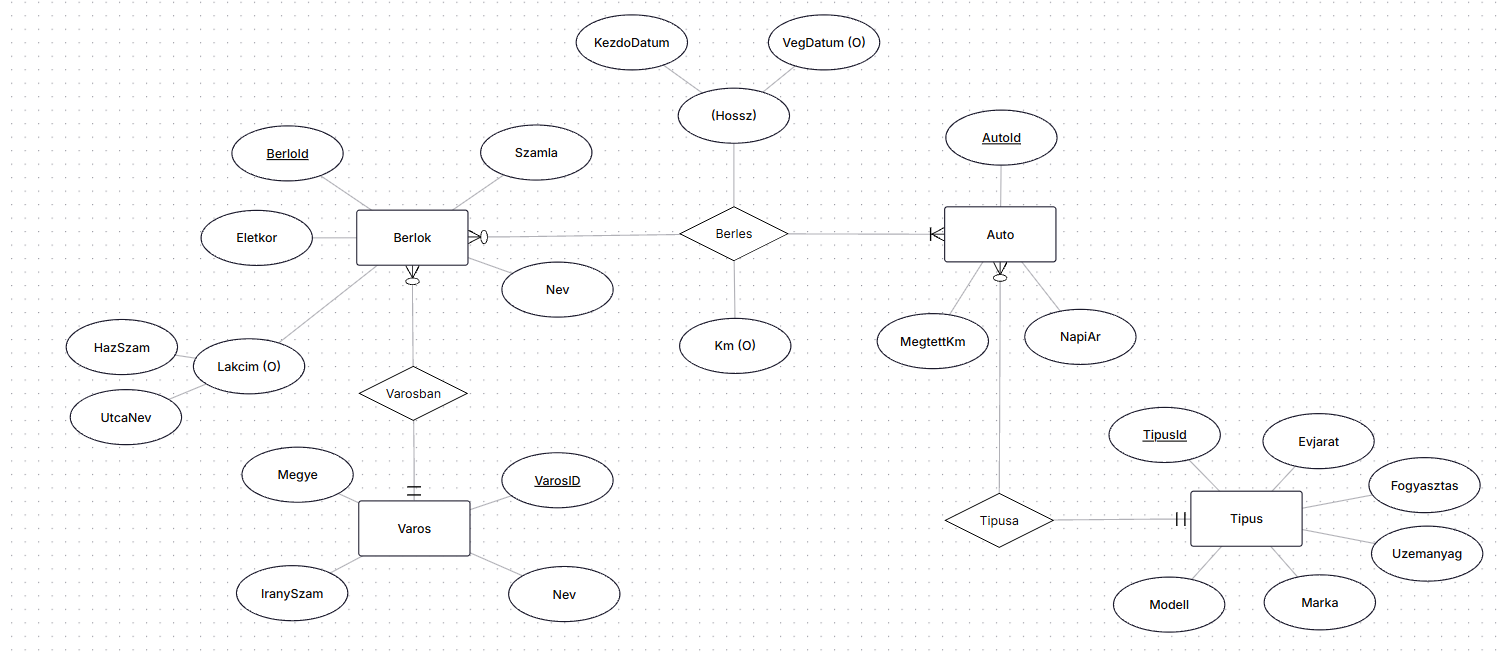 KezdoDatum
VegDatum (O)
(Hossz)
AutoId
BerloId
Szamla
Eletkor
Berlok
Berles
Auto
Nev
HazSzam
Lakcim (O)
Km (O)
MegtettKm
NapiAr
UtcaNev
Varosban
TipusId
Evjarat
Megye
VarosID
Fogyasztas
Varos
Tipusa
Tipus
Uzemanyag
IranySzam
Nev
Modell
Marka